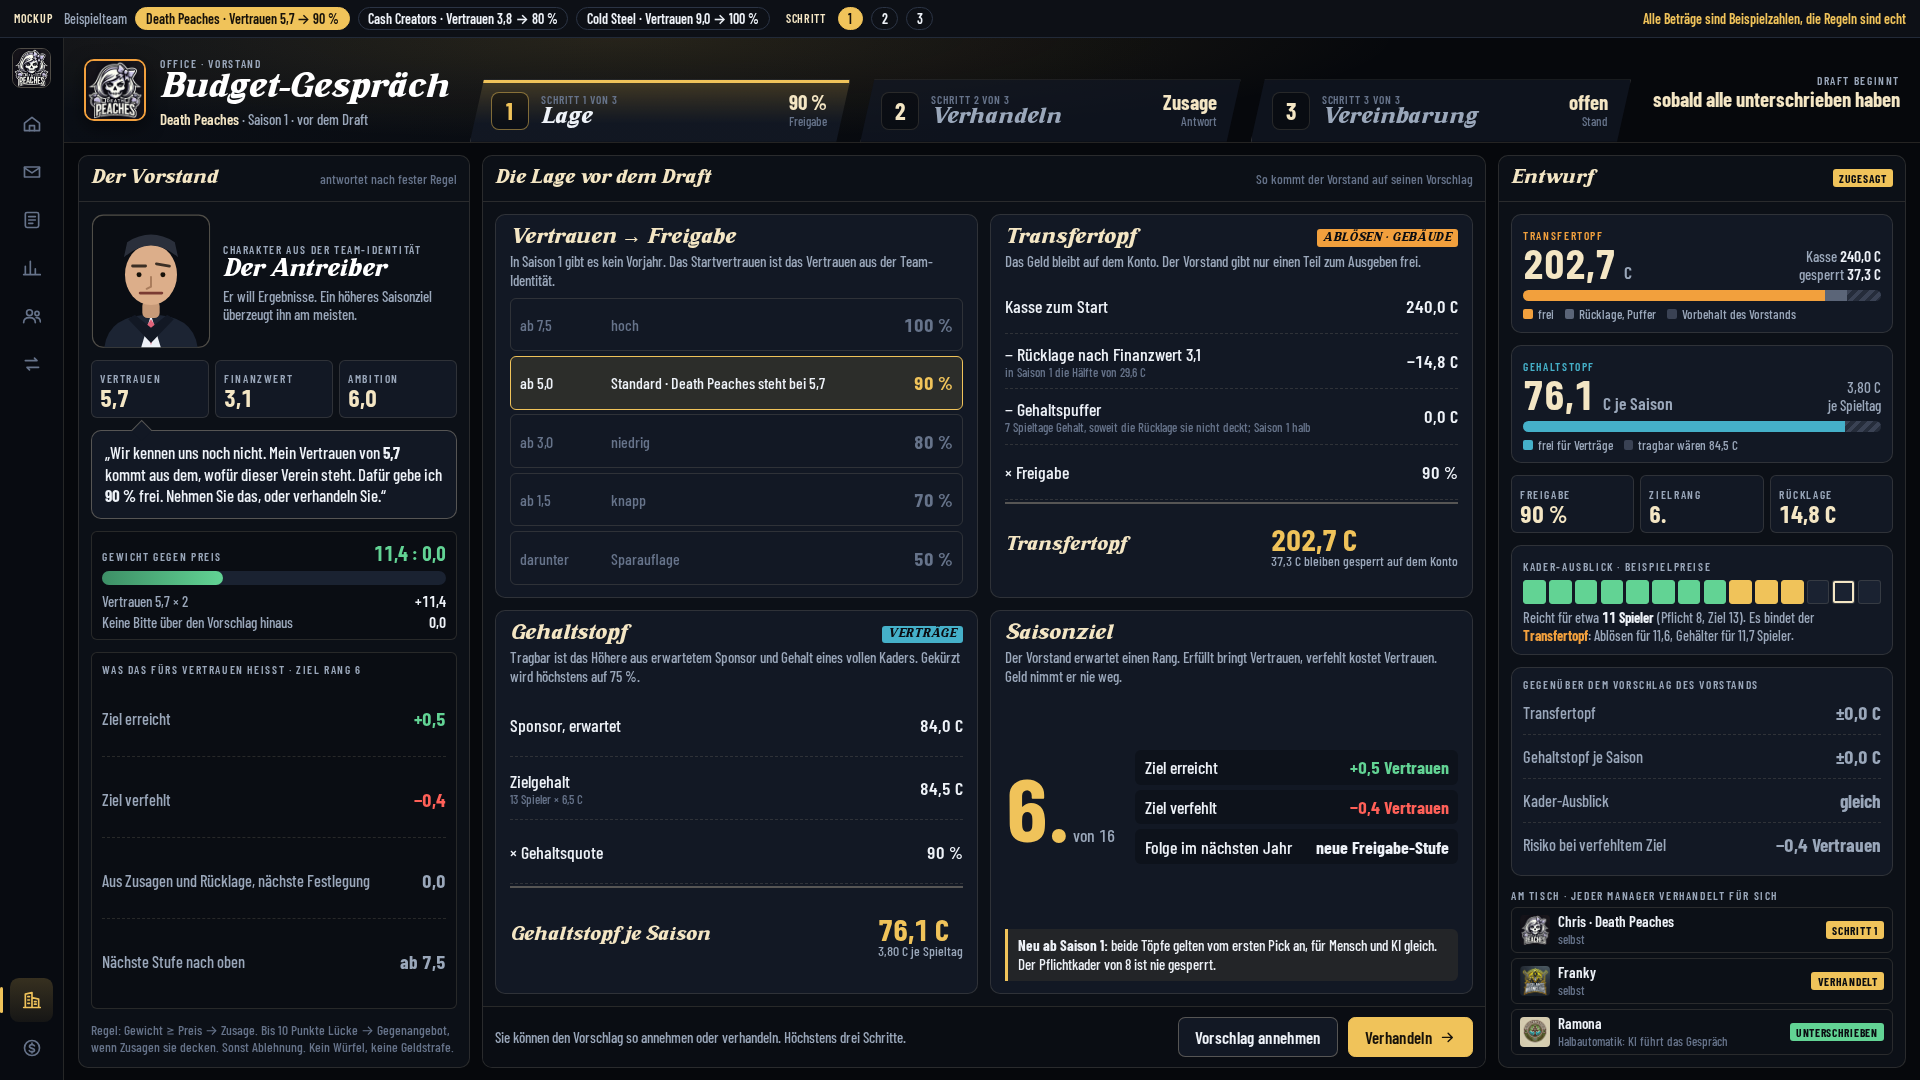 MOCKUP
Beispielteam
Death Peaches · Vertrauen 5,7 → 90 %
Cash Creators · Vertrauen 3,8 → 80 %
Cold Steel · Vertrauen 9,0 → 100 %
SCHRITT
1
2
3
Alle Beträge sind Beispielzahlen, die Regeln sind echt
OFFICE · VORSTAND
Budget-Gespräch
Death Peaches · Saison 1 · vor dem Draft
1
SCHRITT 1 VON 3
Lage
90 %
Freigabe
2
SCHRITT 2 VON 3
Verhandeln
Zusage
Antwort
3
SCHRITT 3 VON 3
Vereinbarung
offen
Stand
DRAFT BEGINNT
sobald alle unterschrieben haben
Der Vorstand
antwortet nach fester Regel
CHARAKTER AUS DER TEAM-IDENTITÄT
Der Antreiber
Er will Ergebnisse. Ein höheres Saisonziel
überzeugt ihn am meisten.
VERTRAUEN
5,7
FINANZWERT
3,1
AMBITION
6,0
„Wir kennen uns noch nicht. Mein Vertrauen von 5,7
kommt aus dem, wofür dieser Verein steht. Dafür gebe ich
90 % frei. Nehmen Sie das, oder verhandeln Sie.“
GEWICHT GEGEN PREIS
11,4 : 0,0
Vertrauen 5,7 × 2
+11,4
Keine Bitte über den Vorschlag hinaus
0,0
WAS DAS FÜRS VERTRAUEN HEISST · ZIEL RANG 6
Ziel erreicht
+0,5
Ziel verfehlt
−0,4
Aus Zusagen und Rücklage, nächste Festlegung
0,0
Nächste Stufe nach oben
ab 7,5
Regel: Gewicht ≥ Preis → Zusage. Bis 10 Punkte Lücke → Gegenangebot,
wenn Zusagen sie decken. Sonst Ablehnung. Kein Würfel, keine Geldstrafe.
Die Lage vor dem Draft
So kommt der Vorstand auf seinen Vorschlag
Vertrauen → Freigabe
In Saison 1 gibt es kein Vorjahr. Das Startvertrauen ist das Vertrauen aus der Team-
Identität.
ab 7,5
hoch
100 %
ab 5,0
Standard · Death Peaches steht bei 5,7
90 %
ab 3,0
niedrig
80 %
ab 1,5
knapp
70 %
darunter
Sparauflage
50 %
Transfertopf
ABLÖSEN · GEBÄUDE
Das Geld bleibt auf dem Konto. Der Vorstand gibt nur einen Teil zum Ausgeben frei.
Kasse zum Start
240,0 C
− Rücklage nach Finanzwert 3,1
in Saison 1 die Hälfte von 29,6 C
−14,8 C
− Gehaltspuffer
7 Spieltage Gehalt, soweit die Rücklage sie nicht deckt; Saison 1 halb
0,0 C
× Freigabe
90 %
Transfertopf
202,7 C
37,3 C bleiben gesperrt auf dem Konto
Gehaltstopf
VERTRÄGE
Tragbar ist das Höhere aus erwartetem Sponsor und Gehalt eines vollen Kaders. Gekürzt
wird höchstens auf 75 %.
Sponsor, erwartet
84,0 C
Zielgehalt
13 Spieler × 6,5 C
84,5 C
× Gehaltsquote
90 %
Gehaltstopf je Saison
76,1 C
3,80 C je Spieltag
Saisonziel
Der Vorstand erwartet einen Rang. Erfüllt bringt Vertrauen, verfehlt kostet Vertrauen.
Geld nimmt er nie weg.
6. von 16
Ziel erreicht
+0,5 Vertrauen
Ziel verfehlt
−0,4 Vertrauen
Folge im nächsten Jahr
neue Freigabe-Stufe
Neu ab Saison 1: beide Töpfe gelten vom ersten Pick an, für Mensch und KI gleich.
Der Pflichtkader von 8 ist nie gesperrt.
Sie können den Vorschlag so annehmen oder verhandeln. Höchstens drei Schritte.
Vorschlag annehmen
Verhandeln →
Entwurf
ZUGESAGT
TRANSFERTOPF
202,7 C
Kasse 240,0 C
gesperrt 37,3 C
frei
Rücklage, Puffer
Vorbehalt des Vorstands
GEHALTSTOPF
76,1 C je Saison
3,80 C
je Spieltag
frei für Verträge
tragbar wären 84,5 C
FREIGABE
90 %
ZIELRANG
6.
RÜCKLAGE
14,8 C
KADER-AUSBLICK · BEISPIELPREISE
Reicht für etwa 11 Spieler (Pflicht 8, Ziel 13). Es bindet der
Transfertopf: Ablösen für 11,6, Gehälter für 11,7 Spieler.
GEGENÜBER DEM VORSCHLAG DES VORSTANDS
Transfertopf
±0,0 C
Gehaltstopf je Saison
±0,0 C
Kader-Ausblick
gleich
Risiko bei verfehltem Ziel
−0,4 Vertrauen
AM TISCH · JEDER MANAGER VERHANDELT FÜR SICH
Chris · Death Peaches
selbst
SCHRITT 1
Franky
selbst
VERHANDELT
Ramona
Halbautomatik: KI führt das Gespräch
UNTERSCHRIEBEN